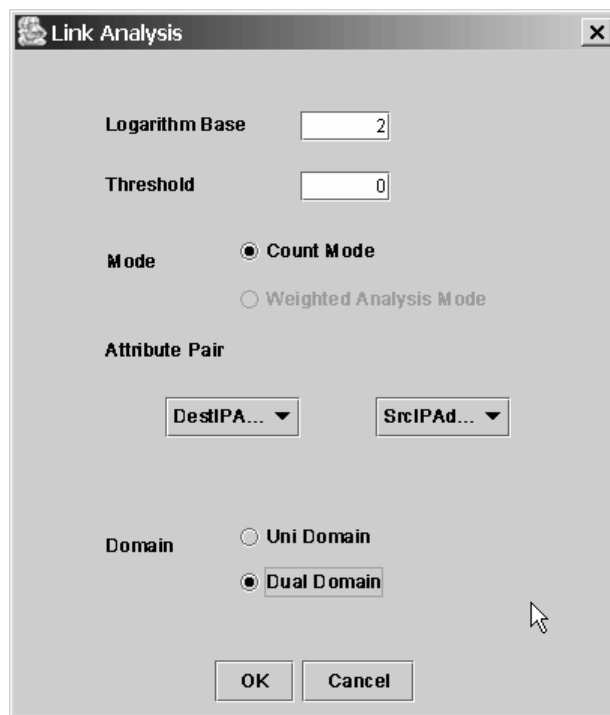 Link Analysis
Logarithm Base 2
Threshold 0
Mode
Count Mode
Weighted Analysis Mode
Attribute Pair
DestIPA... SrcIPAd...
Domain
Uni Domain
Dual Domain
OK Cancel